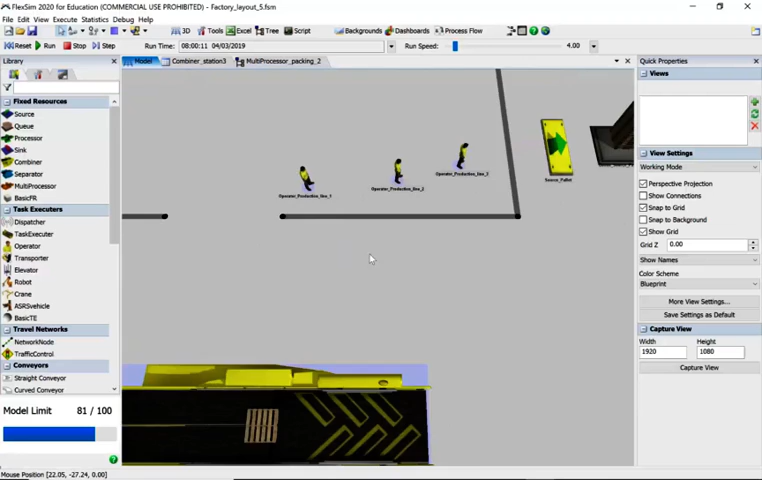 FlexSim 2020 for Education (COMMERCIAL USE PROHIBITED) - Factory_layout_5.fsm
File Edit View Build Execute Statistics Debug Help
3D Tools Excel Tree Script Backgrounds Dashboards Process Flow
Reset Run Stop Step Run Time: 08:00:11 04/03/2019 Run Speed: 4.00
Library
Model Combiner_station3 MultiProcessor_packing_2
Quick Properties
Fixed Resources
Source
Queue
Processor
Sink
Combiner
Separator
MultiProcessor
BasicFR
Task Executers
Dispatcher
TaskExecuter
Operator
Transporter
Elevator
Robot
Crane
ASRSvehicle
BasicTE
Travel Networks
NetworkNode
TrafficControl
Conveyors
Straight Conveyor
Curved Conveyor
Model Limit 81 / 100
Mouse Position [22.05, -27.24, 0.00]
Operator_Production_line_1
Operator_Production_line_2
Operator_Production_line_3
Source_Pallet
Views
View Settings
Working Mode
Perspective Projection
Show Connections
Snap to Grid
Snap to Background
Show Grid
Grid Z 0.00
Show Names
Color Scheme
Blueprint
More View Settings...
Save Settings as Default
Capture View
Width Height
1920 1080
Capture View